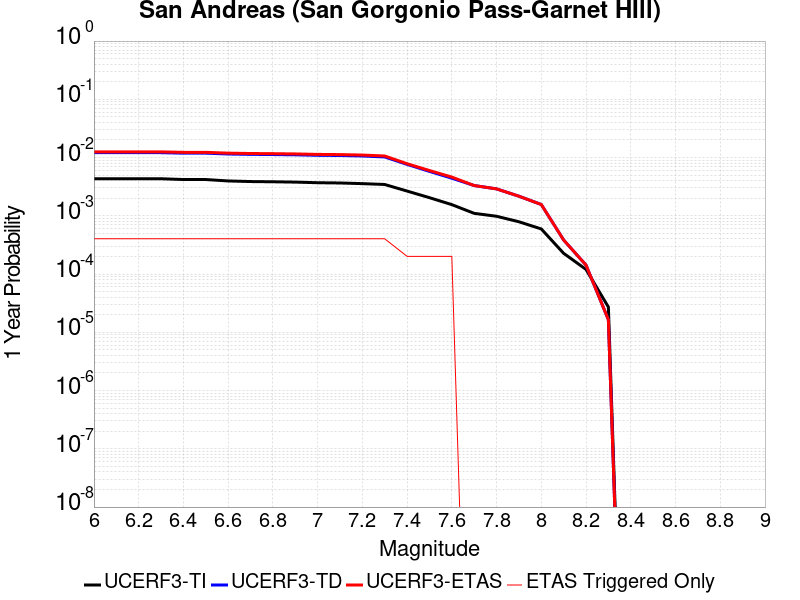 San Andreas (San Gorgonio Pass-Garnet HIll)
10^0
10^-1
10^-2
10^-3
10^-4
10^-5
10^-6
10^-7
10^-8
1 Year Probability
6 6.2 6.4 6.6 6.8 7 7.2 7.4 7.6 7.8 8 8.2 8.4 8.6 8.8 9
Magnitude
UCERF3-TI UCERF3-TD UCERF3-ETAS ETAS Triggered Only